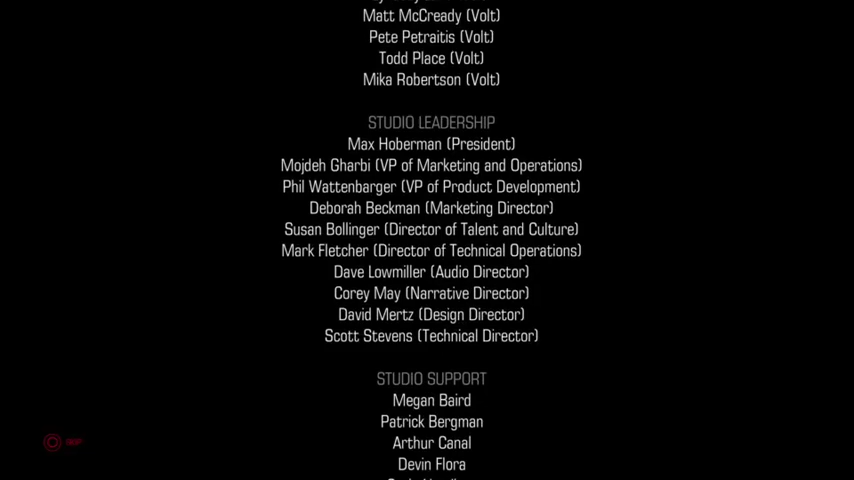 Matt McCready (Volt)
Pete Petraitis (Volt)
Todd Place (Volt)
Mika Robertson (Volt)
STUDIO LEADERSHIP
Max Hoberman (President)
Mojdeh Gharbi (VP of Marketing and Operations)
Phil Wattenbarger (VP of Product Development)
Deborah Beckman (Marketing Director)
Susan Bollinger (Director of Talent and Culture)
Mark Fletcher (Director of Technical Operations)
Dave Lowmiller (Audio Director)
Corey May (Narrative Director)
David Mertz (Design Director)
Scott Stevens (Technical Director)
STUDIO SUPPORT
Megan Baird
Patrick Bergman
Arthur Canal
Devin Flora